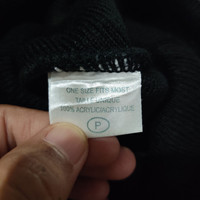 ONE SIZE FITS MOST
TAILLE UNIQUE
100% ACRYLIC/ACRYLIQUE
P